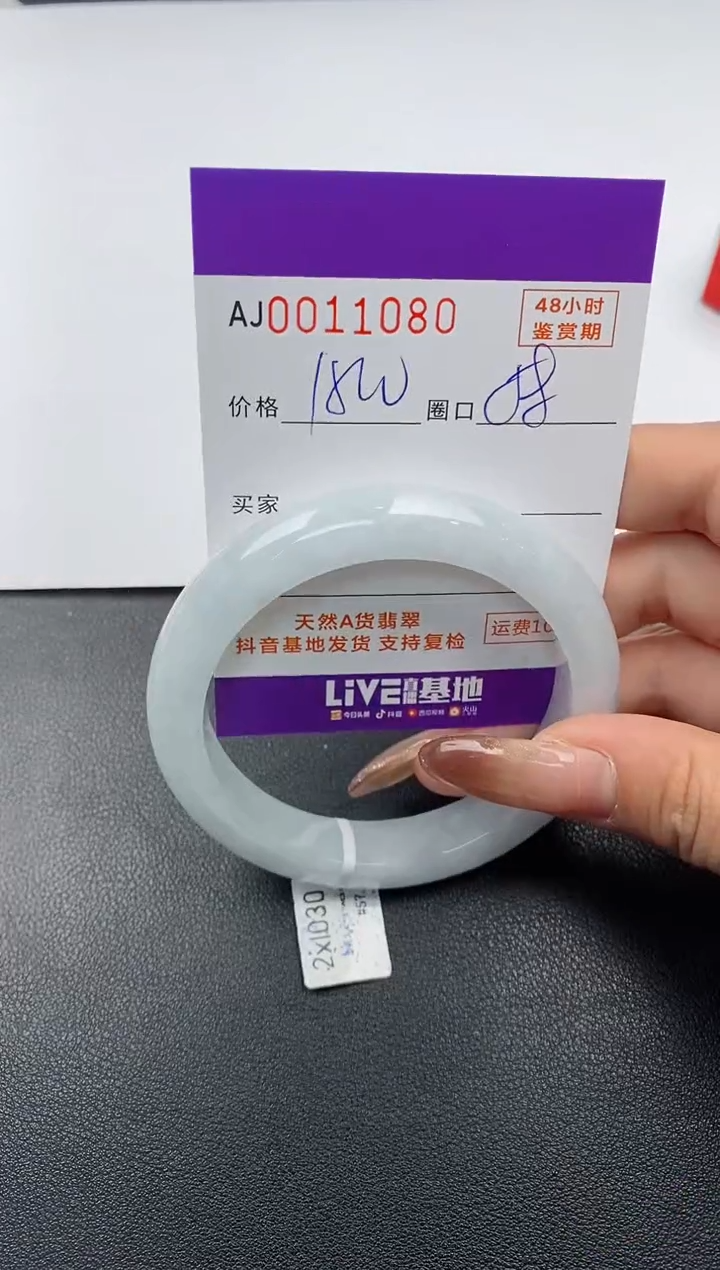 AJ0011080
48小时
鉴赏期
价格 1800 圈口 58
买家
天然A货翡翠
抖音基地发货 支持复检
运费10
LiVE直播基地
今日头条 抖音 西瓜视频 火山
2X1030